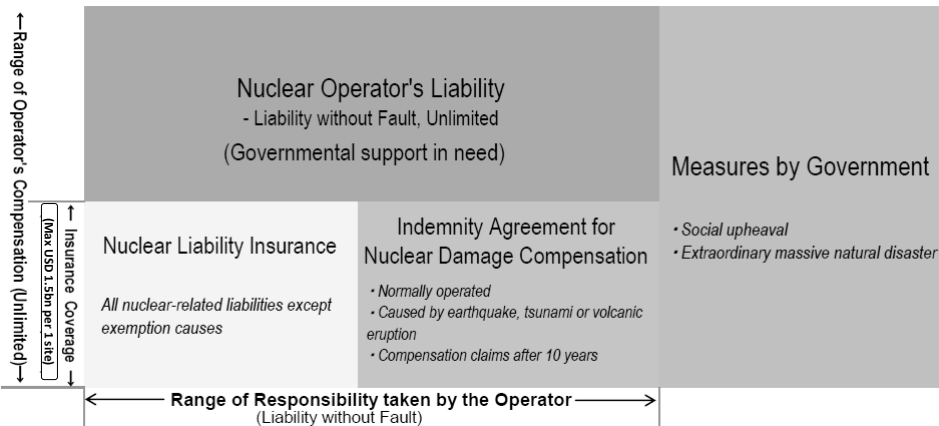 Range of Operator's Compensation (Unlimited)
(Max USD 1.5bn per 1 site)
Insurance Coverage
Nuclear Operator's Liability
- Liability without Fault, Unlimited
(Governmental support in need)
Nuclear Liability Insurance
All nuclear-related liabilities except
exemption causes
Indemnity Agreement for
Nuclear Damage Compensation
・Normally operated
・Caused by earthquake, tsunami or volcanic
eruption
・Compensation claims after 10 years
Measures by Government
・Social upheaval
・Extraordinary massive natural disaster
Range of Responsibility taken by the Operator
(Liability without Fault)